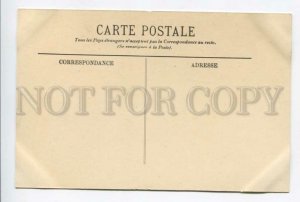 CARTE POSTALE
Tous les Pays étrangers n'acceptent pas la Correspondance au recto.
(Se renseigner à la Poste).
CORRESPONDANCE
ADRESSE
NOT FOR COPY